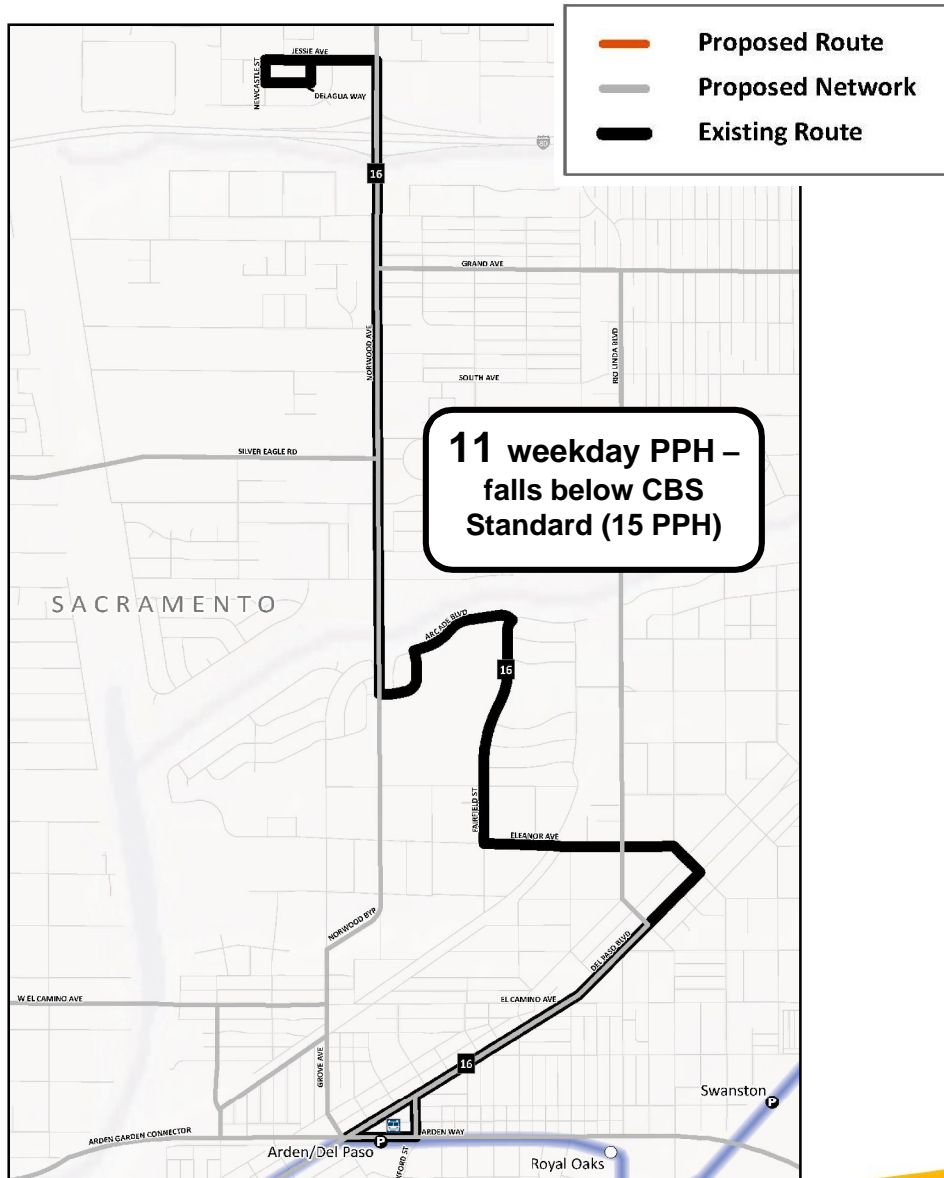 Proposed Route
Proposed Network
Existing Route
JESSIE AVE
NEWCASTLE ST
DELAGUA WAY
80
16
GRAND AVE
NORWOOD AVE
RIO LINDA BLVD
SOUTH AVE
SILVER EAGLE RD
11 weekday PPH –
falls below CBS
Standard (15 PPH)
SACRAMENTO
ARCADE BLVD
16
FAIRFIELD ST
ELEANOR AVE
NORWOOD BYP
DEL PASO BLVD
W EL CAMINO AVE
EL CAMINO AVE
GROVE AVE
16
Swanston
P
ARDEN GARDEN CONNECTOR
ARDEN WAY
P
Arden/Del Paso
NFORD ST
Royal Oaks